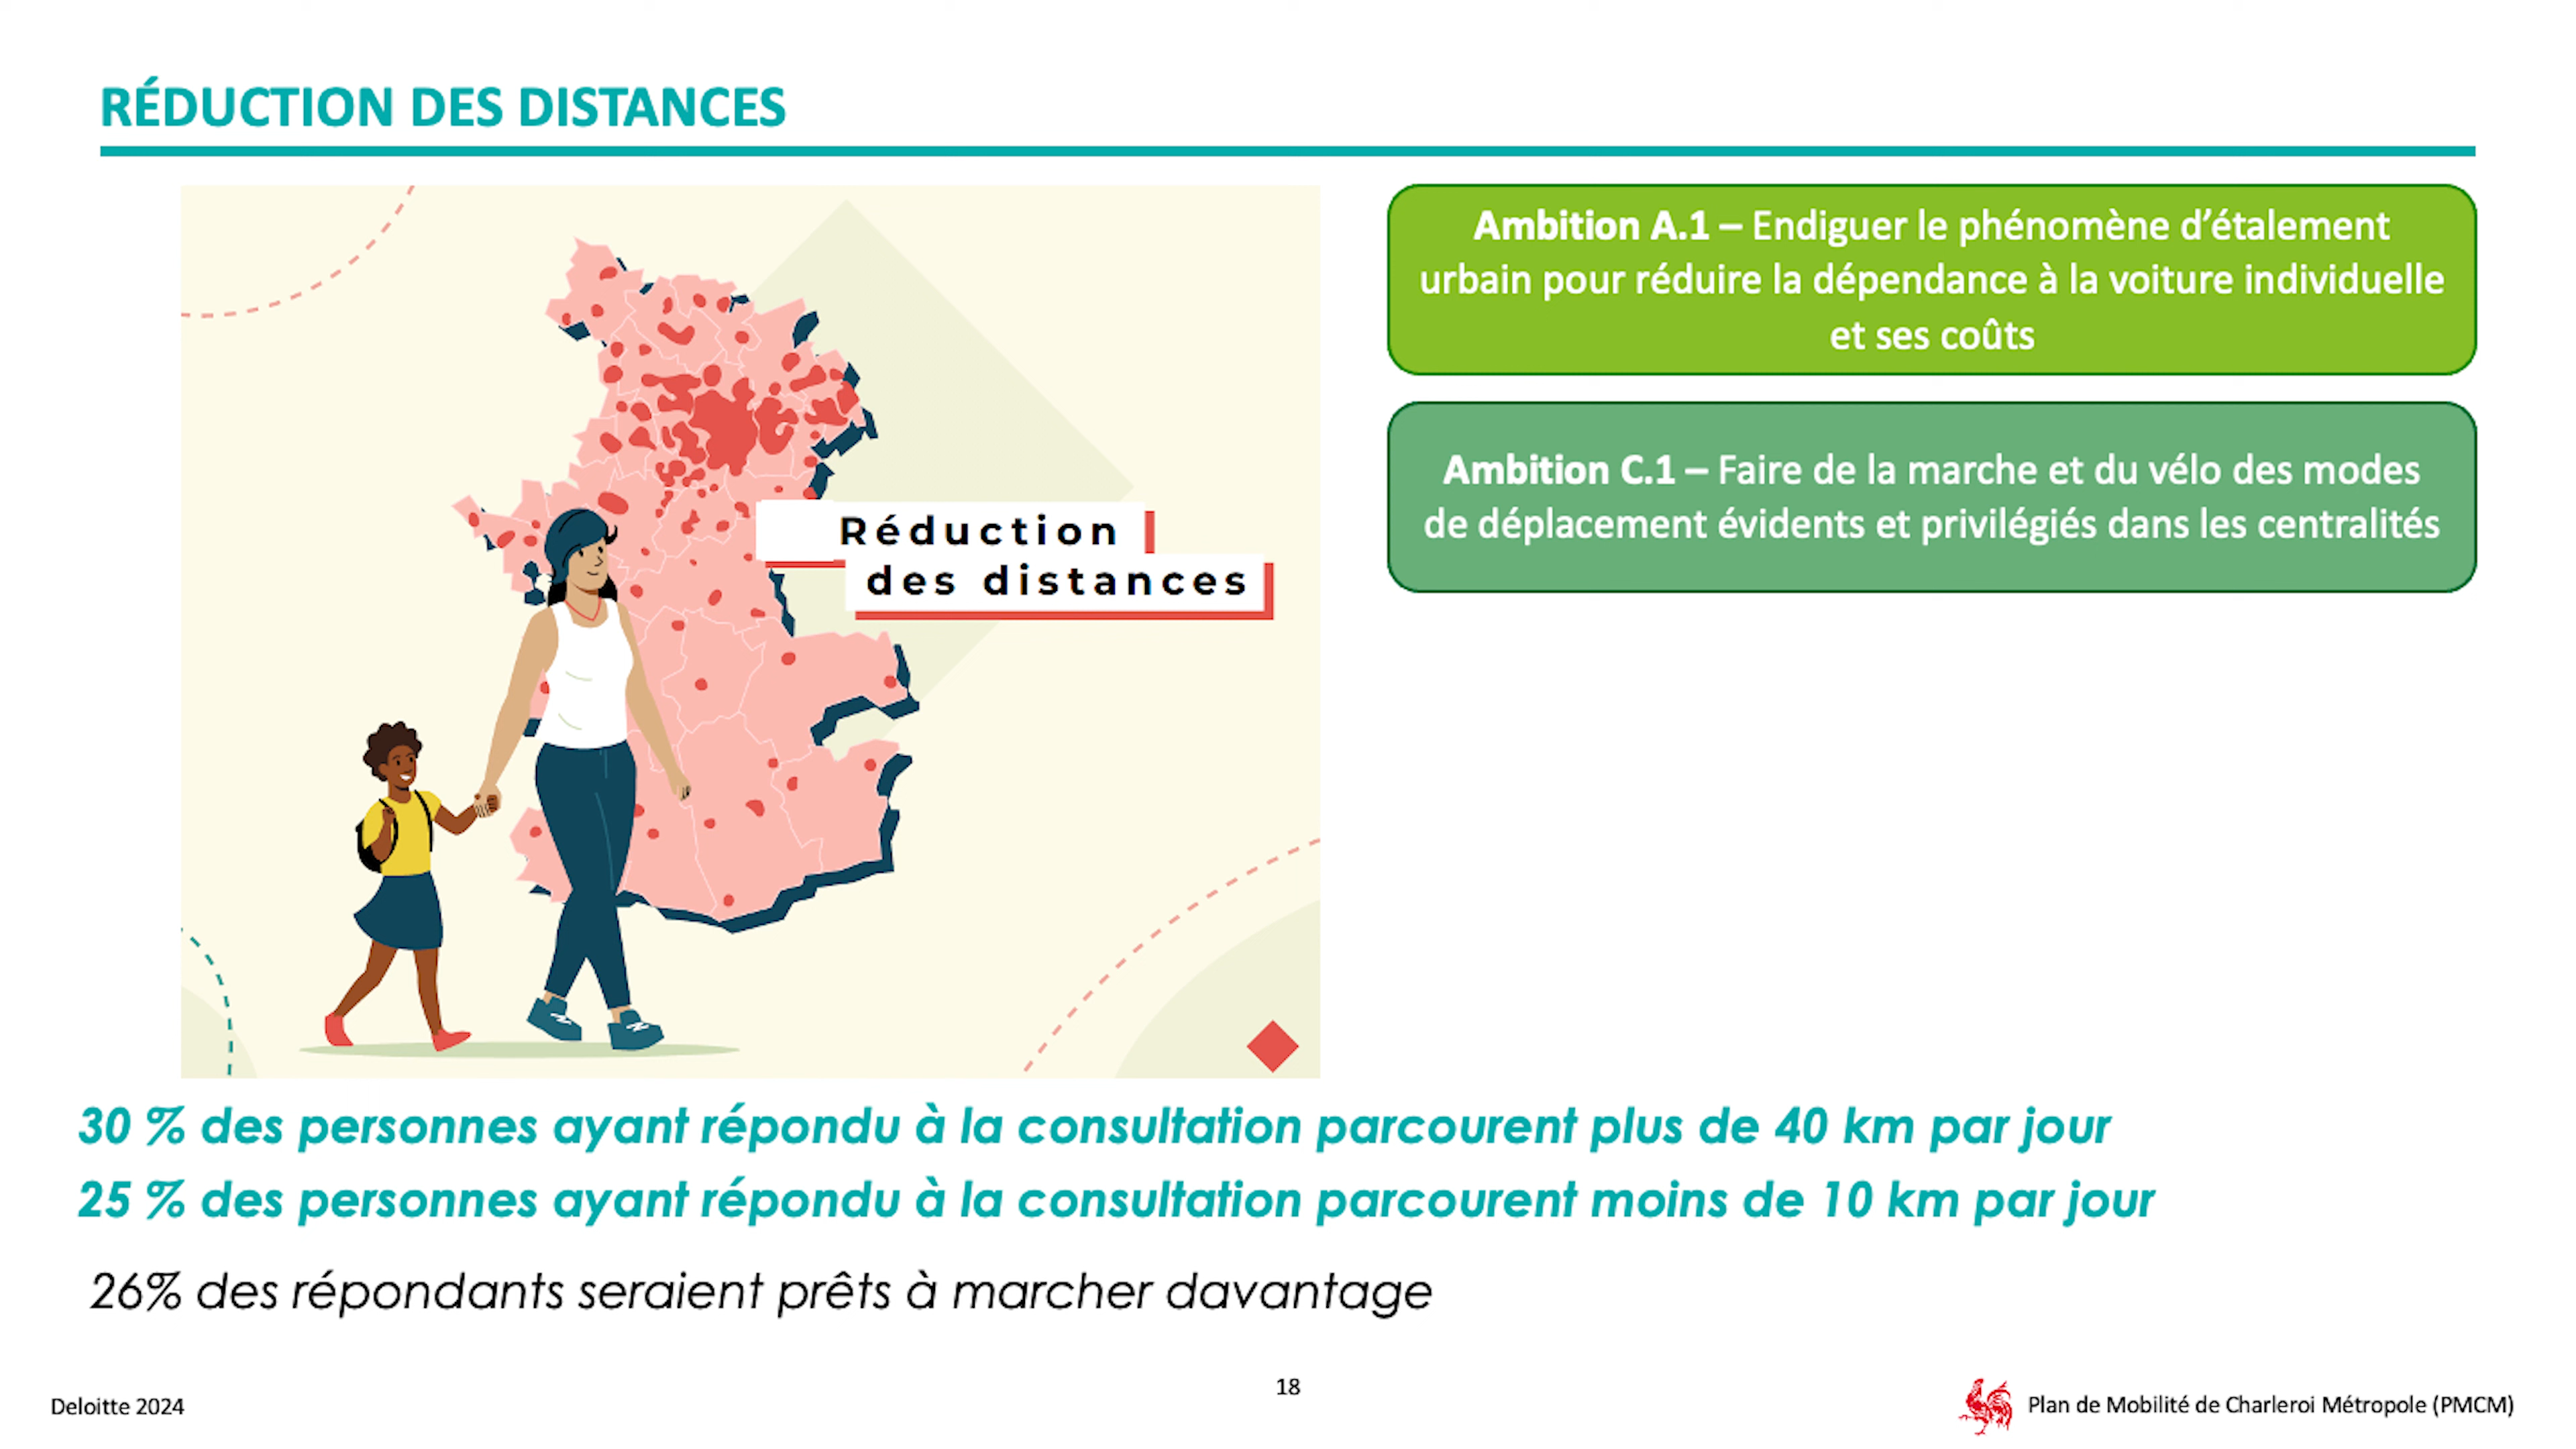 RÉDUCTION DES DISTANCES
Réduction
des distances
Ambition A.1 – Endiguer le phénomène d’étalement
urbain pour réduire la dépendance à la voiture individuelle
et ses coûts
Ambition C.1 – Faire de la marche et du vélo des modes
de déplacement évidents et privilégiés dans les centralités
30 % des personnes ayant répondu à la consultation parcourent plus de 40 km par jour
25 % des personnes ayant répondu à la consultation parcourent moins de 10 km par jour
26% des répondants seraient prêts à marcher davantage
Deloitte 2024
18
Plan de Mobilité de Charleroi Métropole (PMCM)